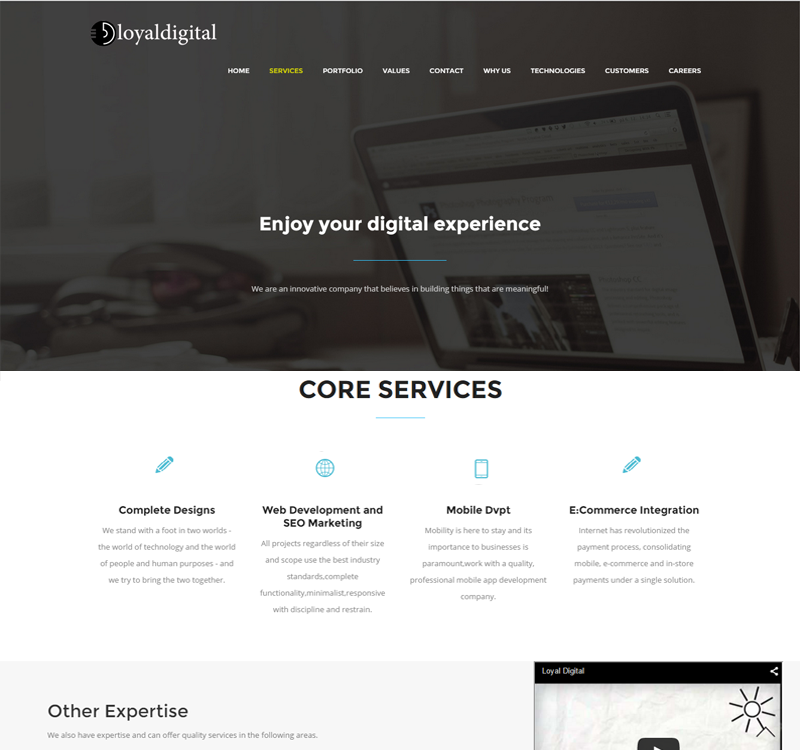 loyaldigital
HOME SERVICES PORTFOLIO VALUES CONTACT WHY US TECHNOLOGIES CUSTOMERS CAREERS
Enjoy your digital experience
We are an innovative company that believes in building things that are meaningful!
CORE SERVICES
Complete Designs
We stand with a foot in two worlds -
the world of technology and the world
of people and human purposes - and
we try to bring the two together.
Web Development and
SEO Marketing
All projects regardless of their size
and scope use the best industry
standards,complete
functionality,minimalist,responsive
with discipline and restrain.
Mobile Dvpt
Mobility is here to stay and its
importance to businesses is
paramount,work with a quality,
professional mobile app development
company.
E:Commerce Integration
Internet has revolutionized the
payment process, consolidating
mobile, e-commerce and in-store
payments under a single solution.
Other Expertise
We also have expertise and can offer quality services in the following areas.
Loyal Digital